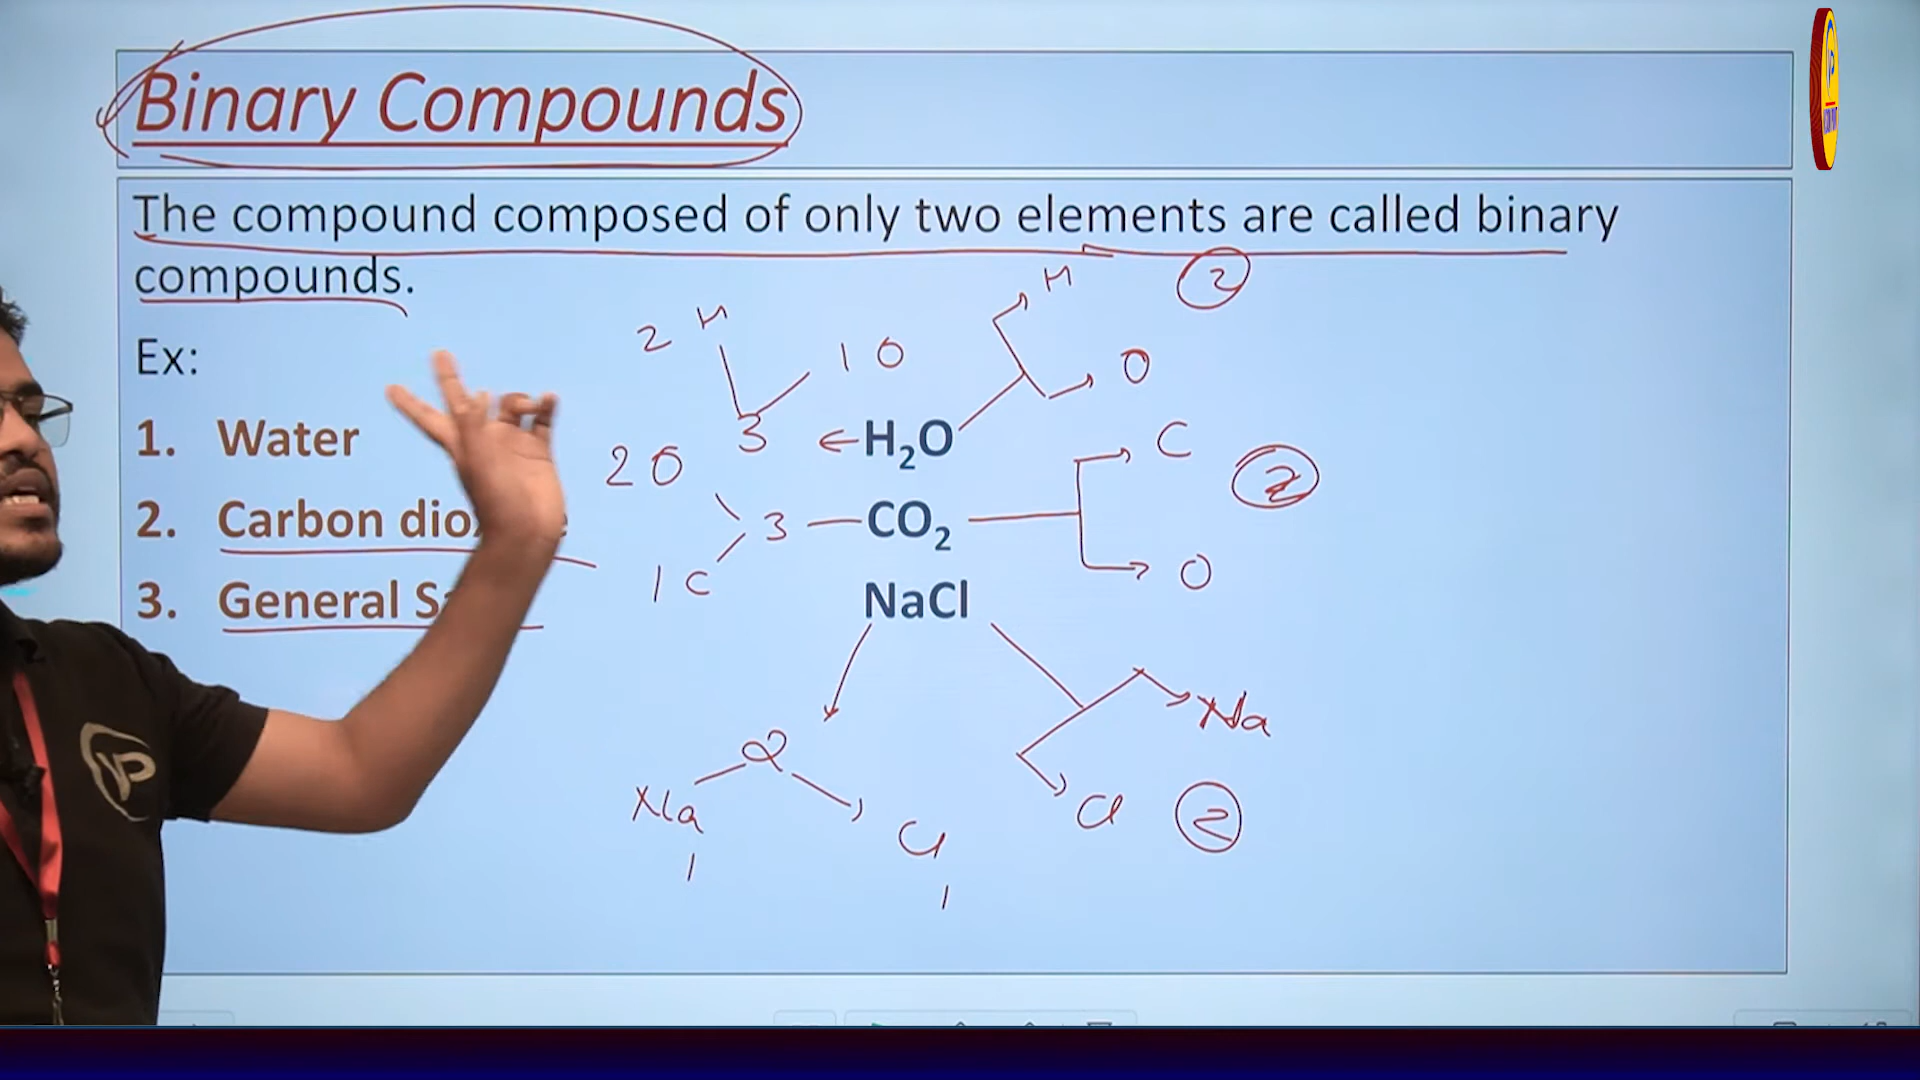 Binary Compounds
The compound composed of only two elements are called binary
compounds.
H 2
2 H
1 O
O
Ex:
1. Water
3 H₂O
C
2 O
2
2. Carbon
3 CO₂
1 C
O
3. General
NaCl
Na
2
Na
Cl
2
Cl
1
1